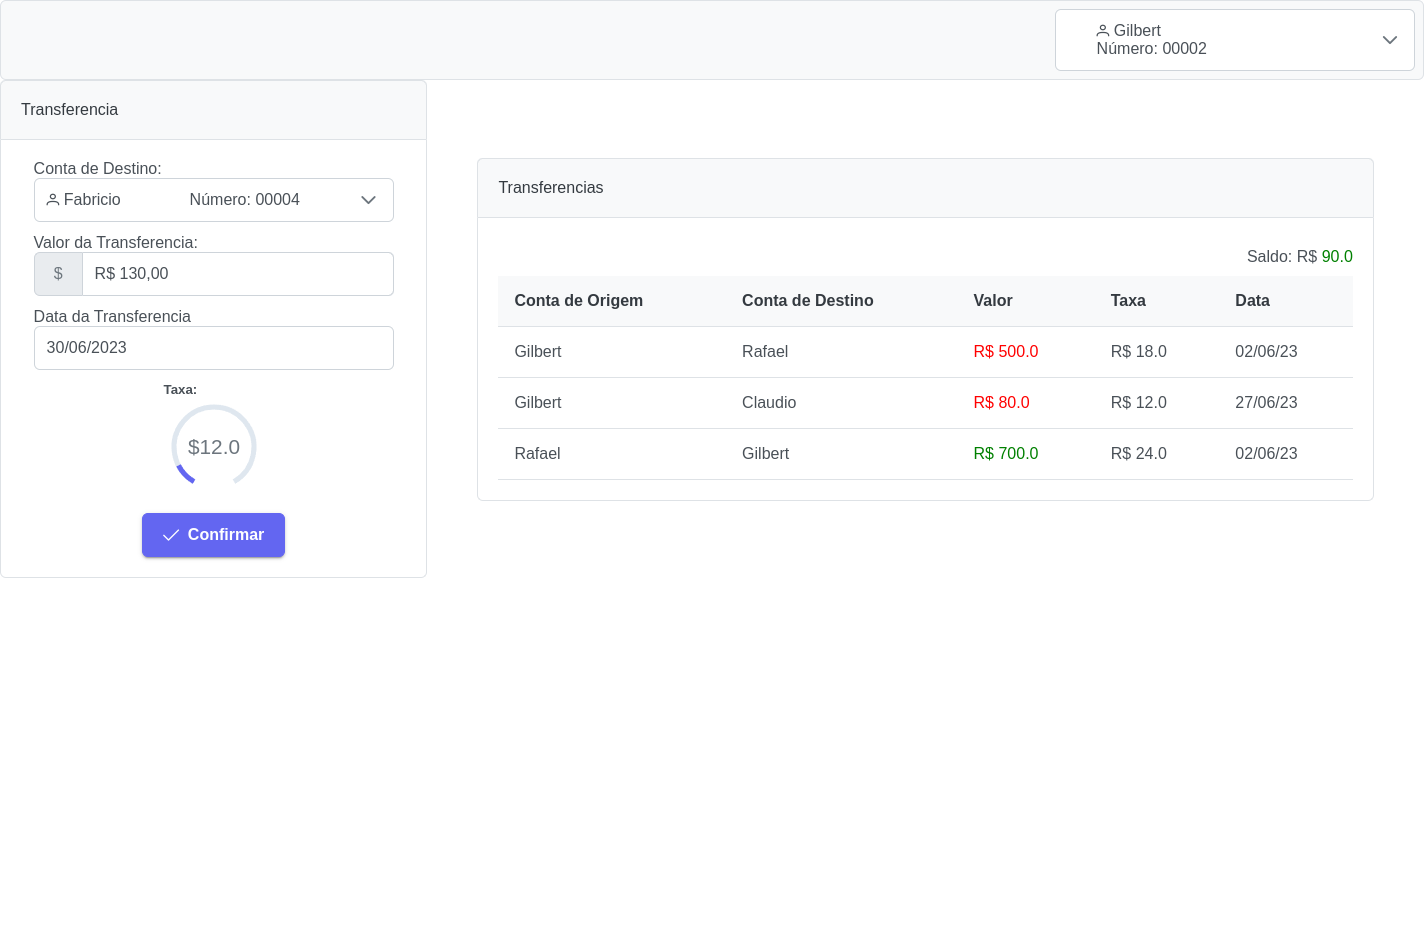 Gilbert
Número: 00002
Transferencia
Conta de Destino:
Fabricio Número: 00004
Valor da Transferencia:
$ R$ 130,00
Data da Transferencia
30/06/2023
Taxa:
$12.0
Confirmar
Transferencias
Saldo: R$ 90.0
Conta de Origem Conta de Destino Valor Taxa Data
Gilbert Rafael R$ 500.0 R$ 18.0 02/06/23
Gilbert Claudio R$ 80.0 R$ 12.0 27/06/23
Rafael Gilbert R$ 700.0 R$ 24.0 02/06/23